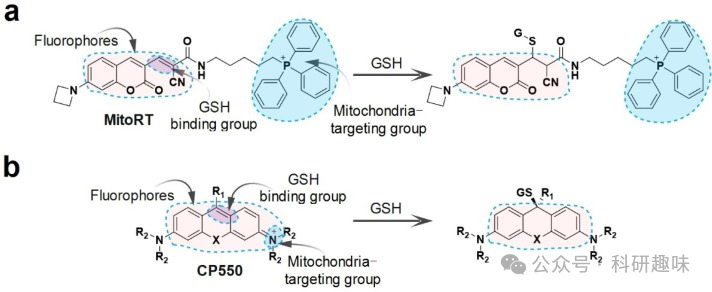 a
Fluorophores
O
N
H
N
O
O
CN
P
+
GSH
binding group
MitoRT
Mitochondria–
targeting group
GSH
G
S
O
N
H
N
O
O
CN
P
+
b
Fluorophores
R1
GSH
binding group
R2
N
R2
X
N
R2
R2
CP550
Mitochondria–
targeting group
GSH
GS
R1
R2
N
R2
X
N
R2
R2
公众号 · 科研趣味